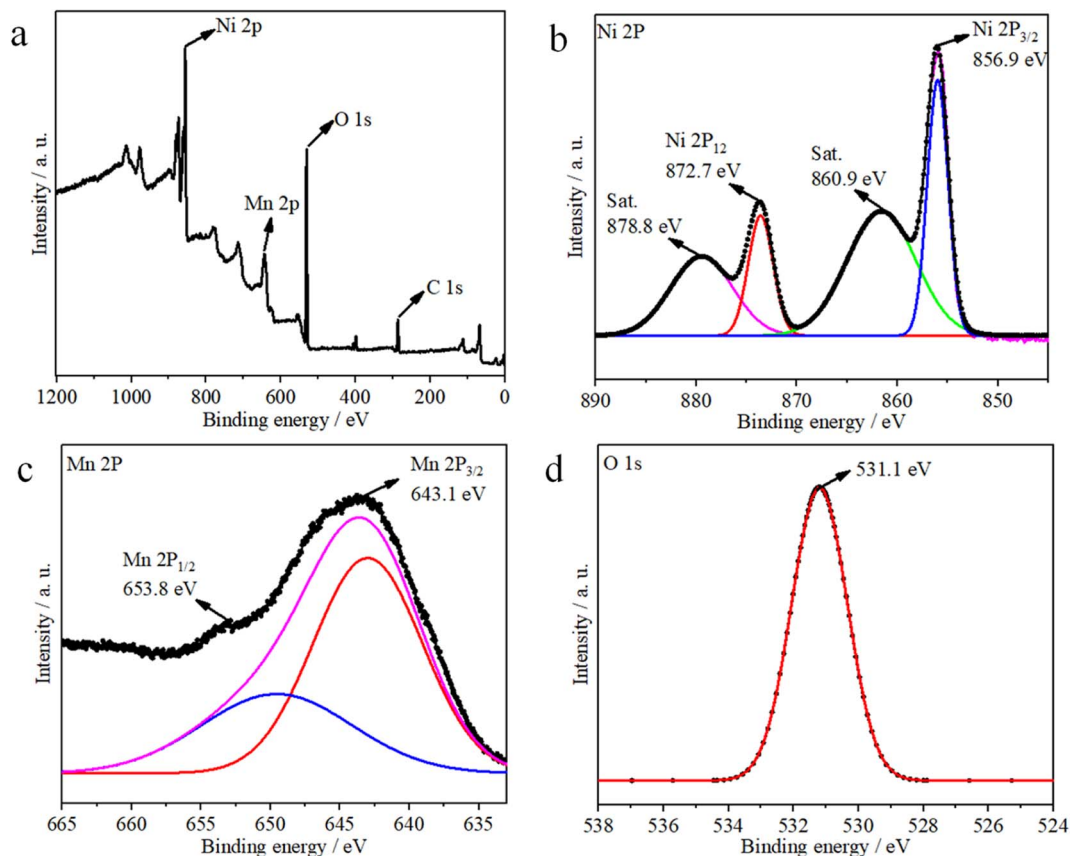 a
Ni 2p
O 1s
Mn 2p
C 1s
Intensity / a. u.
1200 1000 800 600 400 200 0
Binding energy / eV
b
Ni 2P
Ni 2P3/2
856.9 eV
Ni 2P12
872.7 eV
Sat.
860.9 eV
Sat.
878.8 eV
Intensity / a. u.
890 880 870 860 850
Binding energy / eV
c
Mn 2P
Mn 2P3/2
643.1 eV
Mn 2P1/2
653.8 eV
Intensity / a. u.
665 660 655 650 645 640 635
Binding energy / eV
d
O 1s
531.1 eV
Intensity / a. u.
538 536 534 532 530 528 526 524
Binding energy / eV